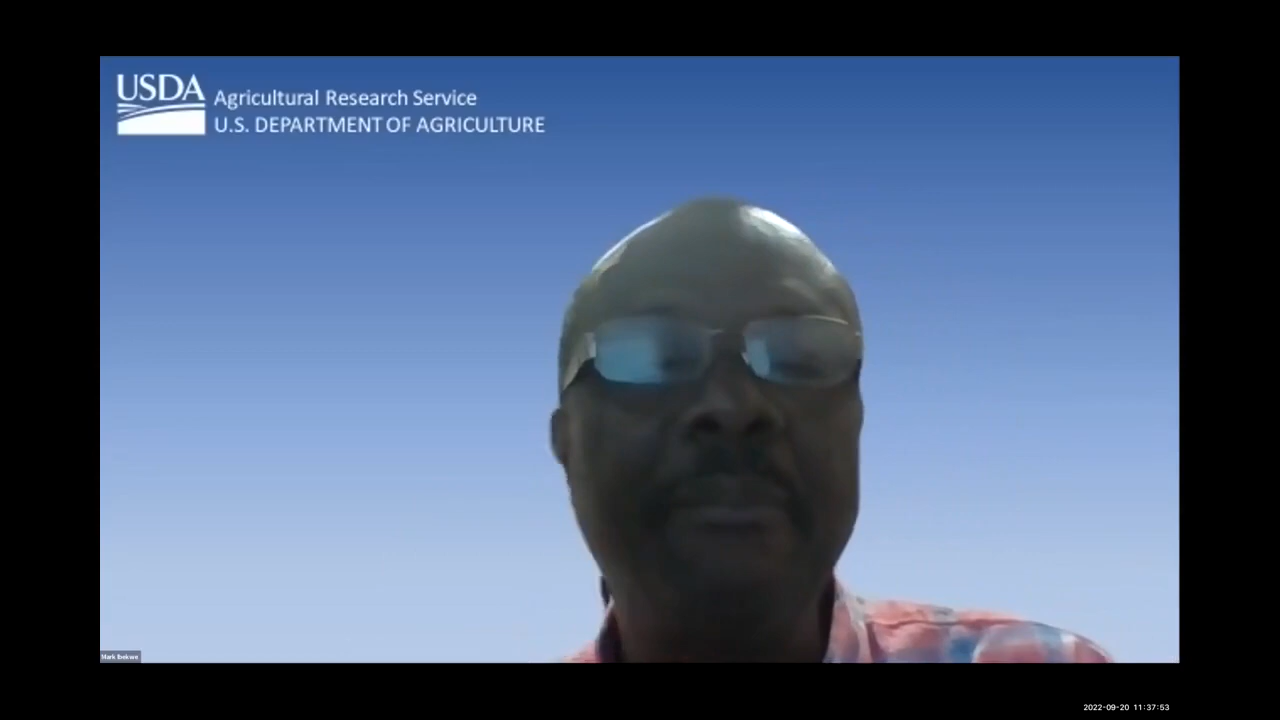 USDA
Agricultural Research Service
U.S. DEPARTMENT OF AGRICULTURE
Mark Ibekwe
2022-09-20 11:37:53